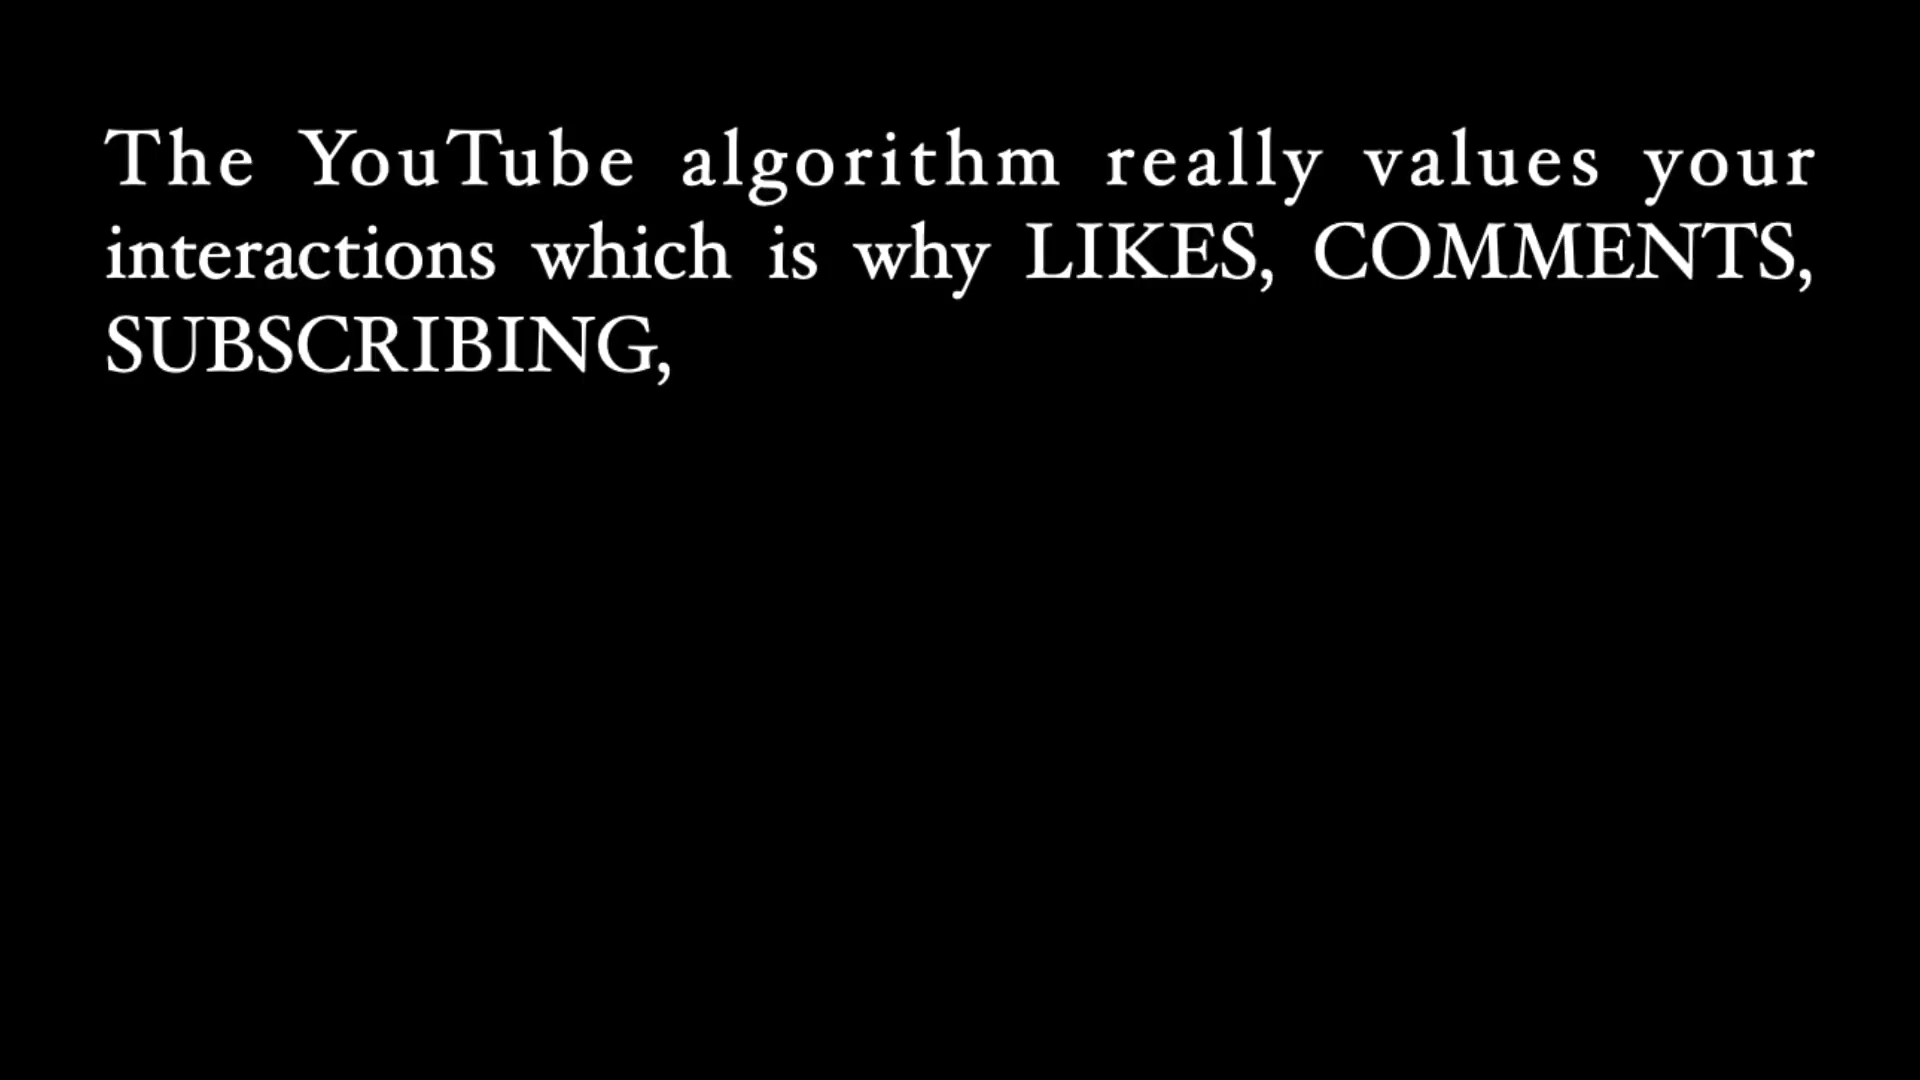 The YouTube algorithm really values your
interactions which is why LIKES, COMMENTS,
SUBSCRIBING,